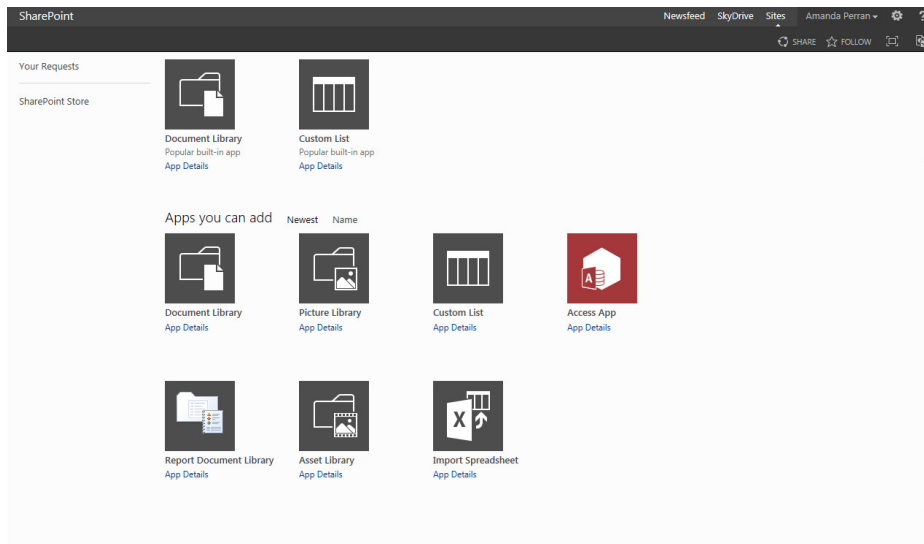 SharePoint
Newsfeed SkyDrive Sites Amanda Perran ?
SHARE FOLLOW
Your Requests
SharePoint Store
Document Library Custom List
Popular built-in app Popular built-in app
App Details App Details
Apps you can add Newest Name
Document Library Picture Library Custom List Access App
App Details App Details App Details App Details
Report Document Library Asset Library Import Spreadsheet
App Details App Details App Details